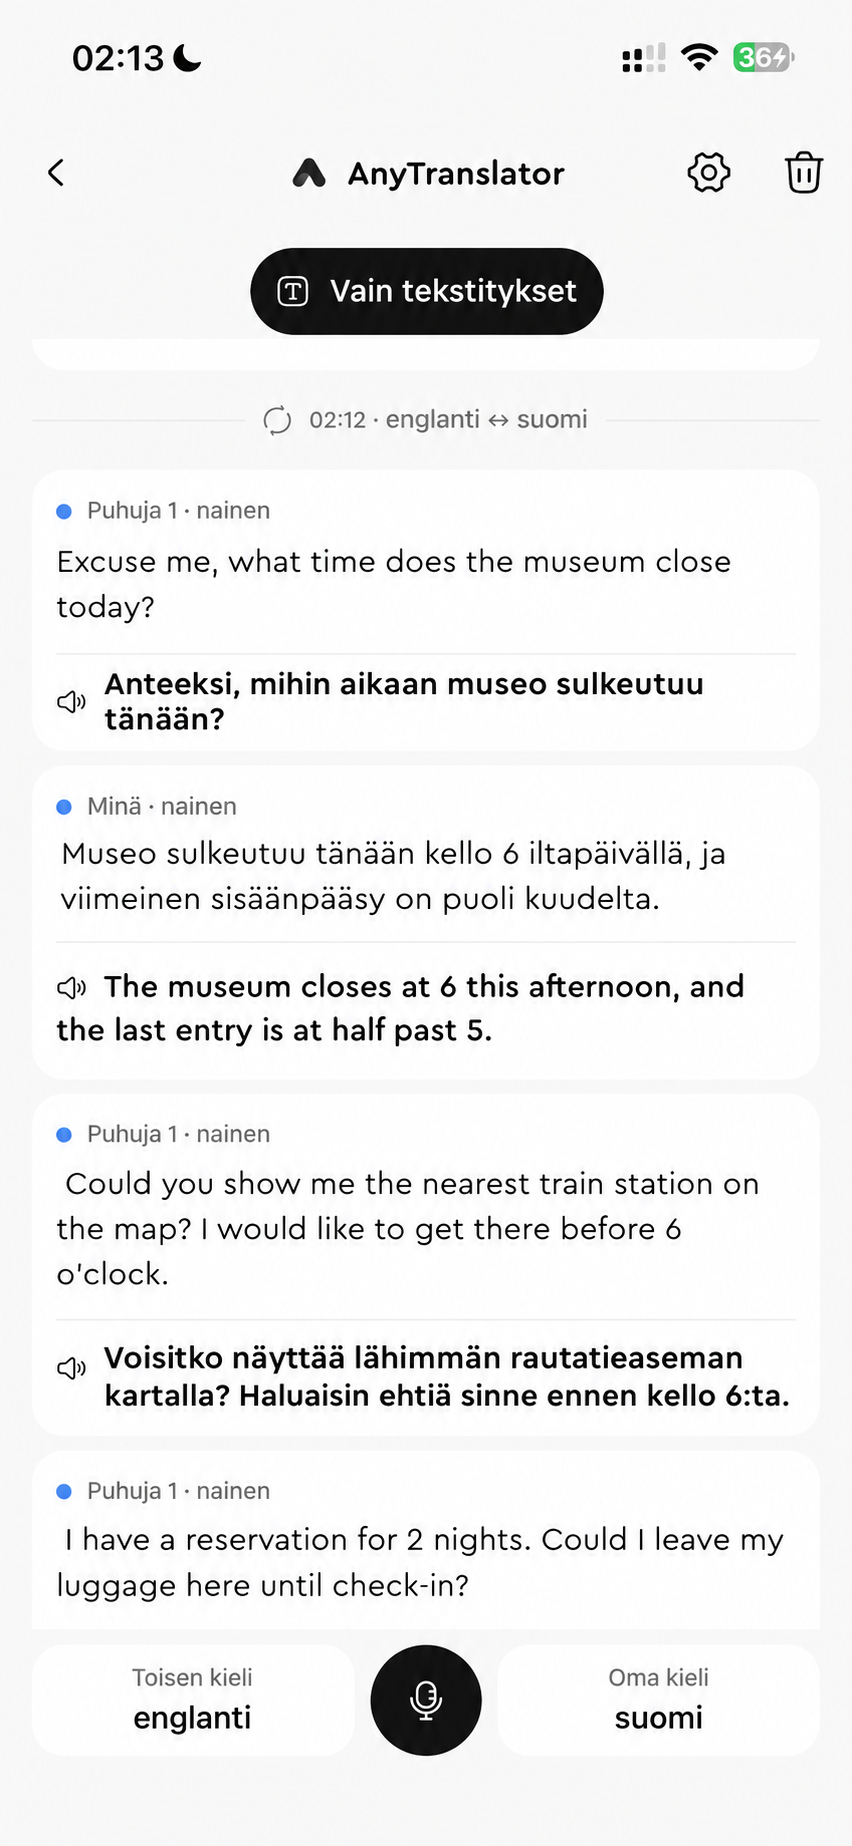 02:13
36
AnyTranslator
Vain tekstitykset
02:12 · englanti ↔ suomi
Puhuja 1 · nainen
Excuse me, what time does the museum close
today?
Anteeksi, mihin aikaan museo sulkeutuu
tänään?
Minä · nainen
Museo sulkeutuu tänään kello 6 iltapäivällä, ja
viimeinen sisäänpääsy on puoli kuudelta.
The museum closes at 6 this afternoon, and
the last entry is at half past 5.
Puhuja 1 · nainen
Could you show me the nearest train station on
the map? I would like to get there before 6
o'clock.
Voisitko näyttää lähimmän rautatieaseman
kartalla? Haluaisin ehtiä sinne ennen kello 6:ta.
Puhuja 1 · nainen
I have a reservation for 2 nights. Could I leave my
luggage here until check-in?
Toisen kieli
englanti
Oma kieli
suomi